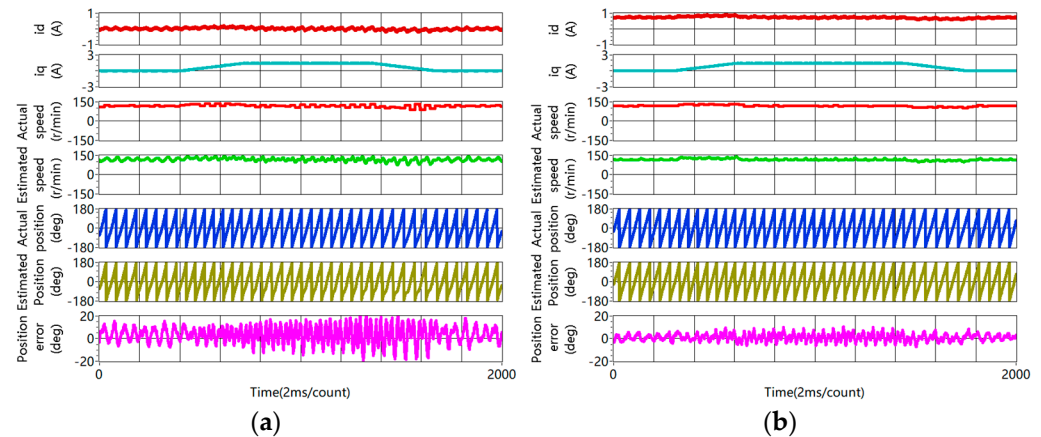 id
(A)
1
-1
iq
(A)
3
-3
Actual
speed
(r/min)
150
0
-150
Estimated
speed
(r/min)
150
0
-150
Actual
position
(deg)
180
0
-180
Estimated
Position
(deg)
180
0
-180
Position
error
(deg)
20
0
-20
0
2000
Time(2ms/count)
(a)
id
(A)
1
-1
iq
(A)
3
-3
Actual
speed
(r/min)
150
0
-150
Estimated
speed
(r/min)
150
0
-150
Actual
position
(deg)
180
0
-180
Estimated
Position
(deg)
180
0
-180
Position
error
(deg)
20
0
-20
0
2000
Time(2ms/count)
(b)